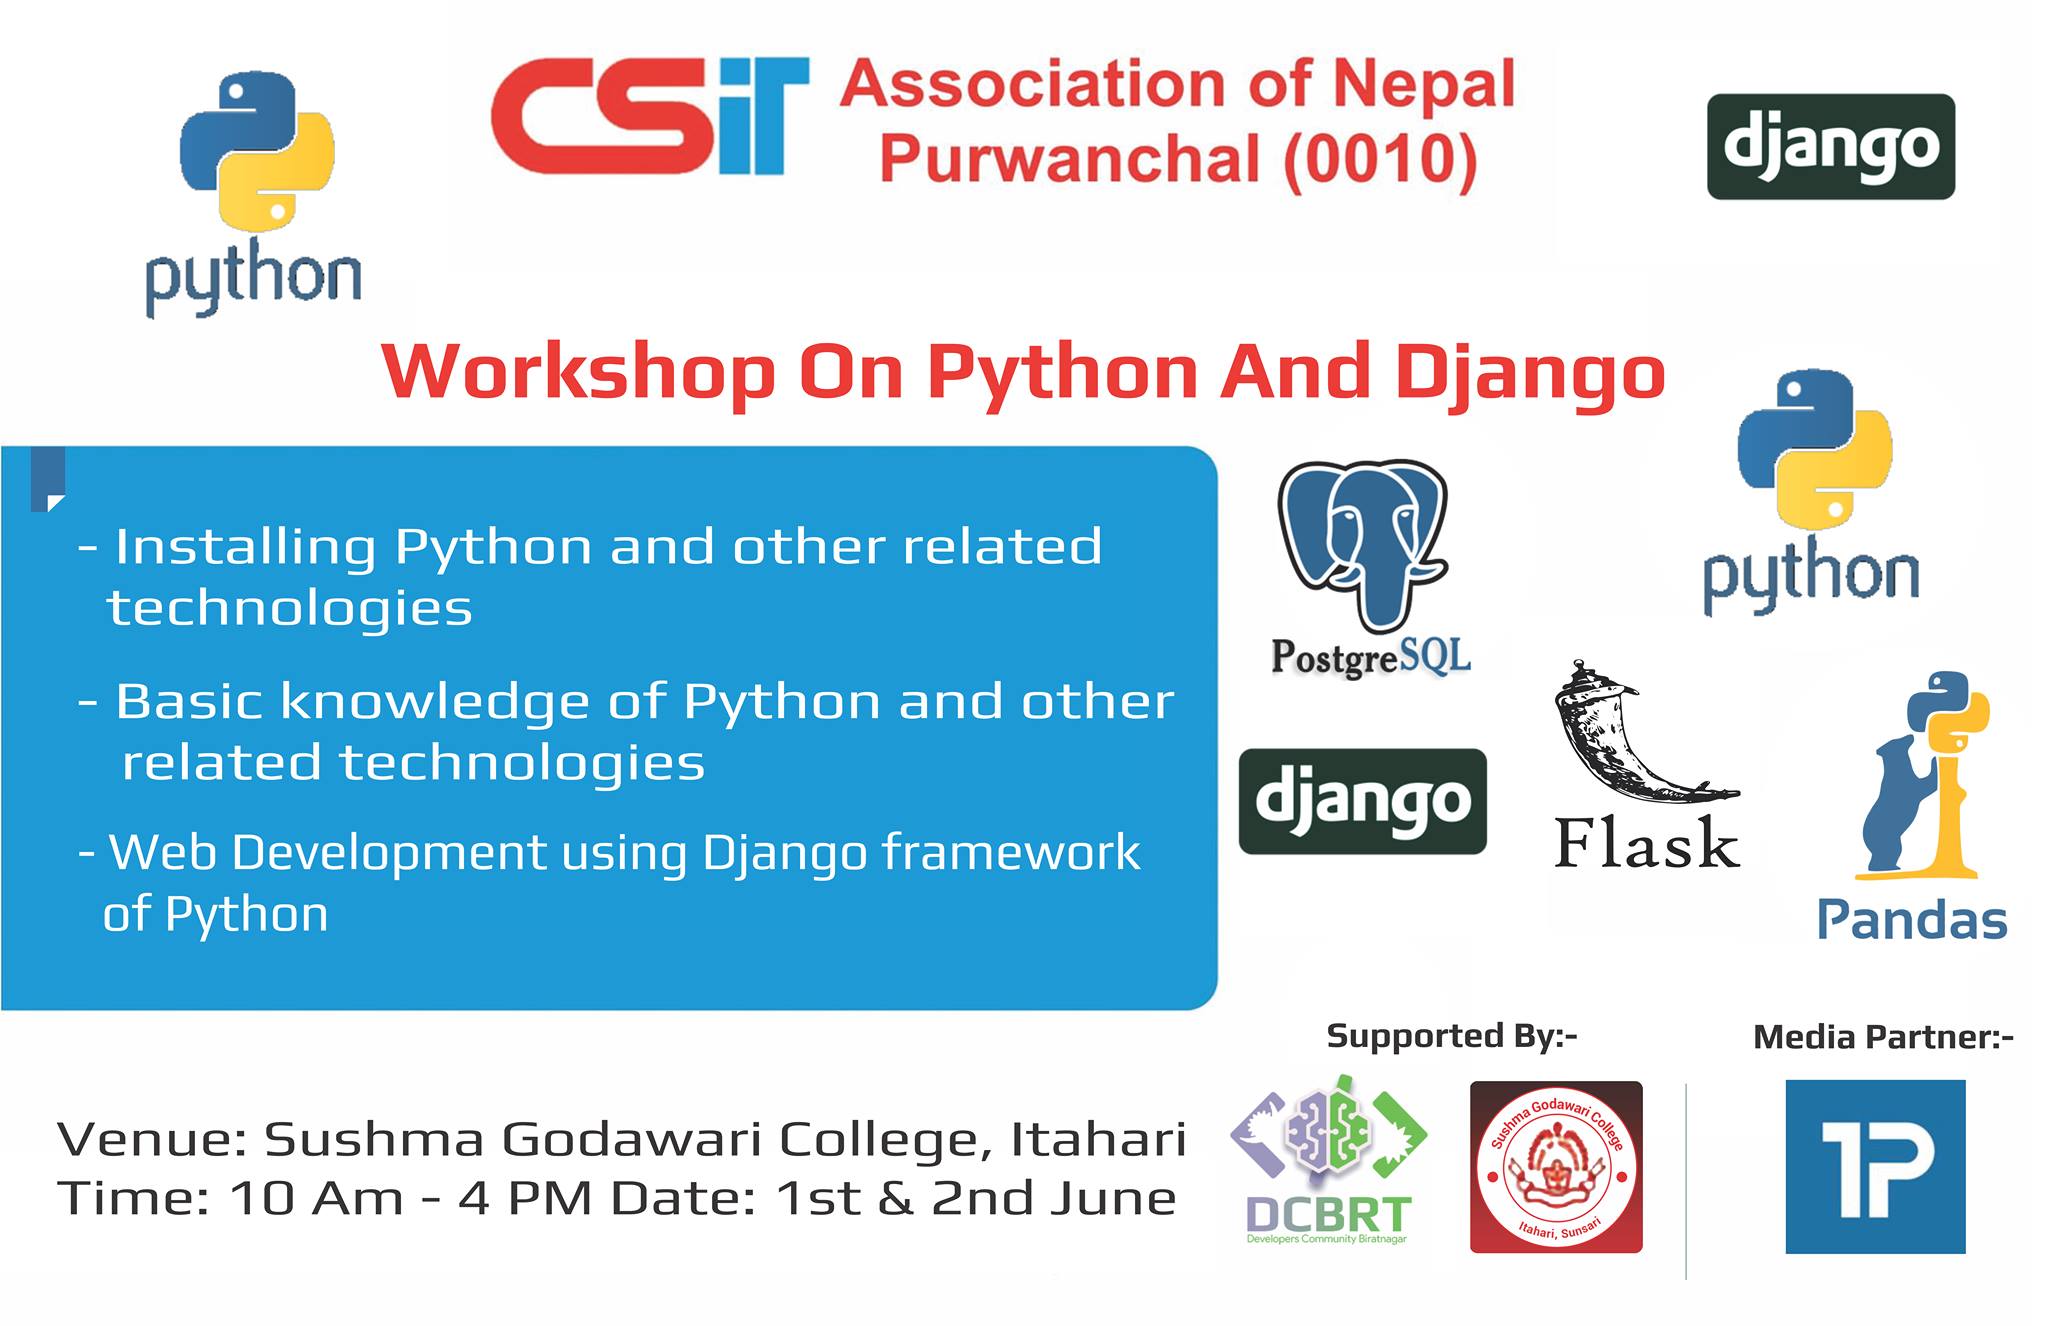 CSiT Association of Nepal
Purwanchal (0010)
python
django
Workshop On Python And Django
- Installing Python and other related
technologies
- Basic knowledge of Python and other
related technologies
- Web Development using Django framework
of Python
PostgreSQL
python
django
Flask
Pandas
Supported By:-
Media Partner:-
Venue: Sushma Godawari College, Itahari
Time: 10 Am - 4 PM Date: 1st & 2nd June
DCBRT
Developers Community Biratnagar
Sushma Godawari College
Itahari, Sunsari
TP